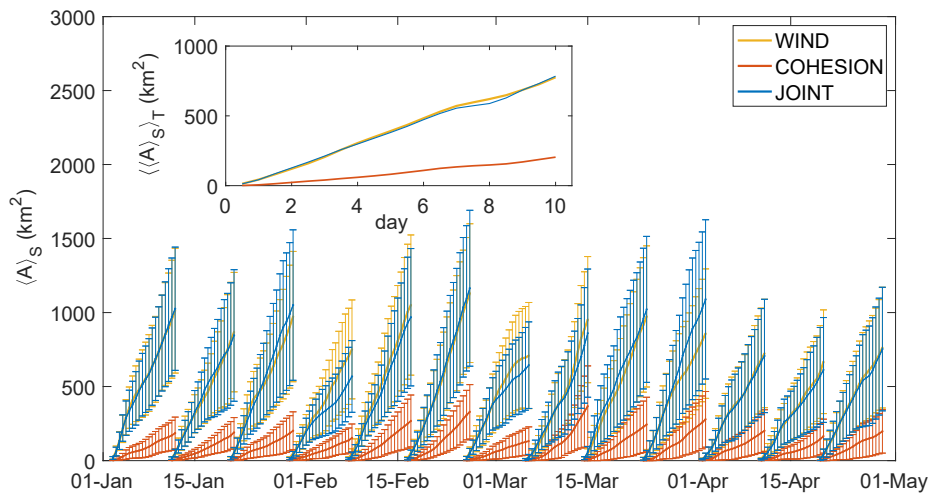 3000
2500
2000
1500
1000
500
0
⟨A⟩S (km2)
01-Jan 15-Jan 01-Feb 15-Feb 01-Mar 15-Mar 01-Apr 15-Apr 01-May
1000
500
0
⟨⟨A⟩S⟩T (km2)
0 2 4 6 8 10
day
WIND
COHESION
JOINT